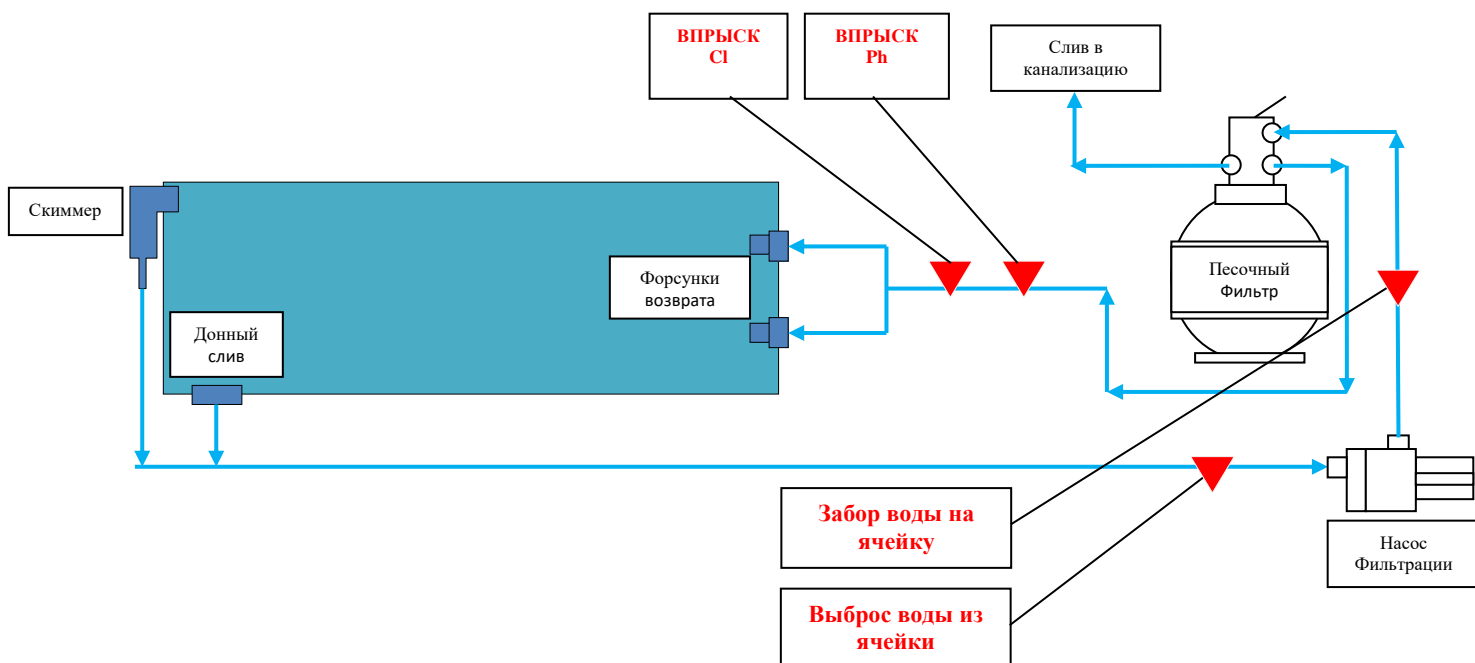 ВПРЫСК
Cl
ВПРЫСК
Ph
Слив в
канализацию
Скиммер
Форсунки
возврата
Песочный
Фильтр
Донный
слив
Забор воды на
ячейку
Насос
Фильтрации
Выброс воды из
ячейки